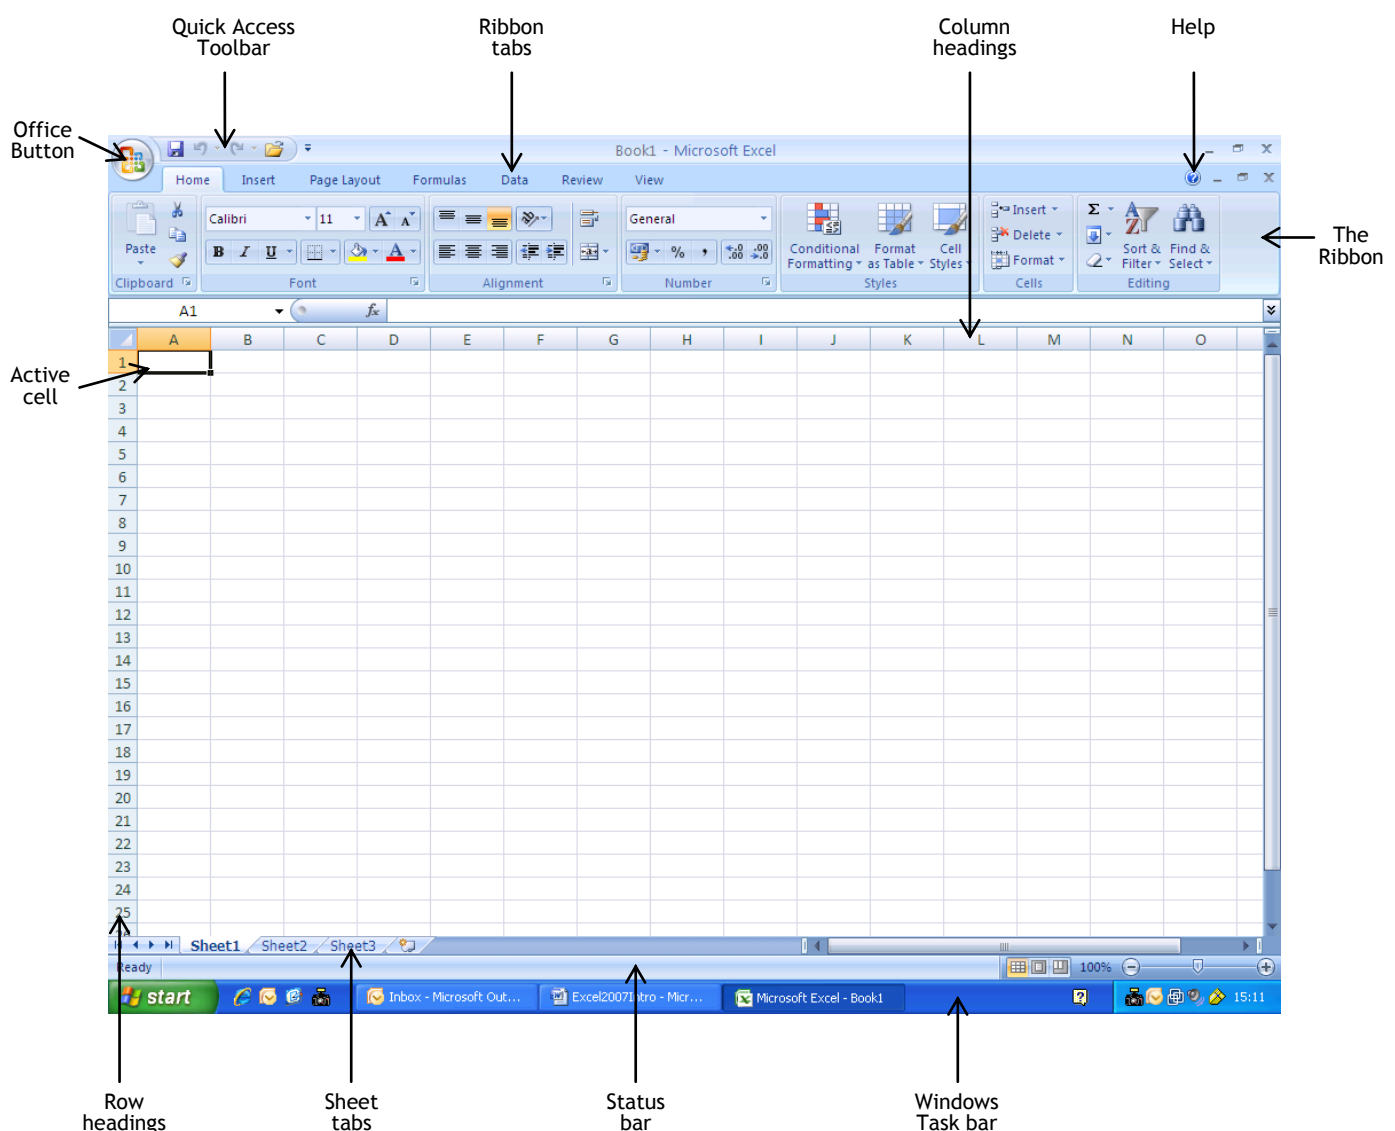 Quick Access
Toolbar
Ribbon
tabs
Column
headings
Help
Office
Button
Book1 - Microsoft Excel
Home Insert Page Layout Formulas Data Review View
Calibri 11 A A General Insert Σ
Paste B I U A % , .0 .00 .00 .0 Conditional Formatting Format as Table Cell Styles Delete Format Sort & Filter Find & Select
Clipboard Font Alignment Number Styles Cells Editing
The
Ribbon
A1 fx
A B C D E F G H I J K L M N O
Active
cell
1
2
3
4
5
6
7
8
9
10
11
12
13
14
15
16
17
18
19
20
21
22
23
24
25
Sheet1 Sheet2 Sheet3
Ready 100%
start Inbox - Microsoft Out... Excel2007Intro - Micr... Microsoft Excel - Book1 15:11
Row
headings
Sheet
tabs
Status
bar
Windows
Task bar